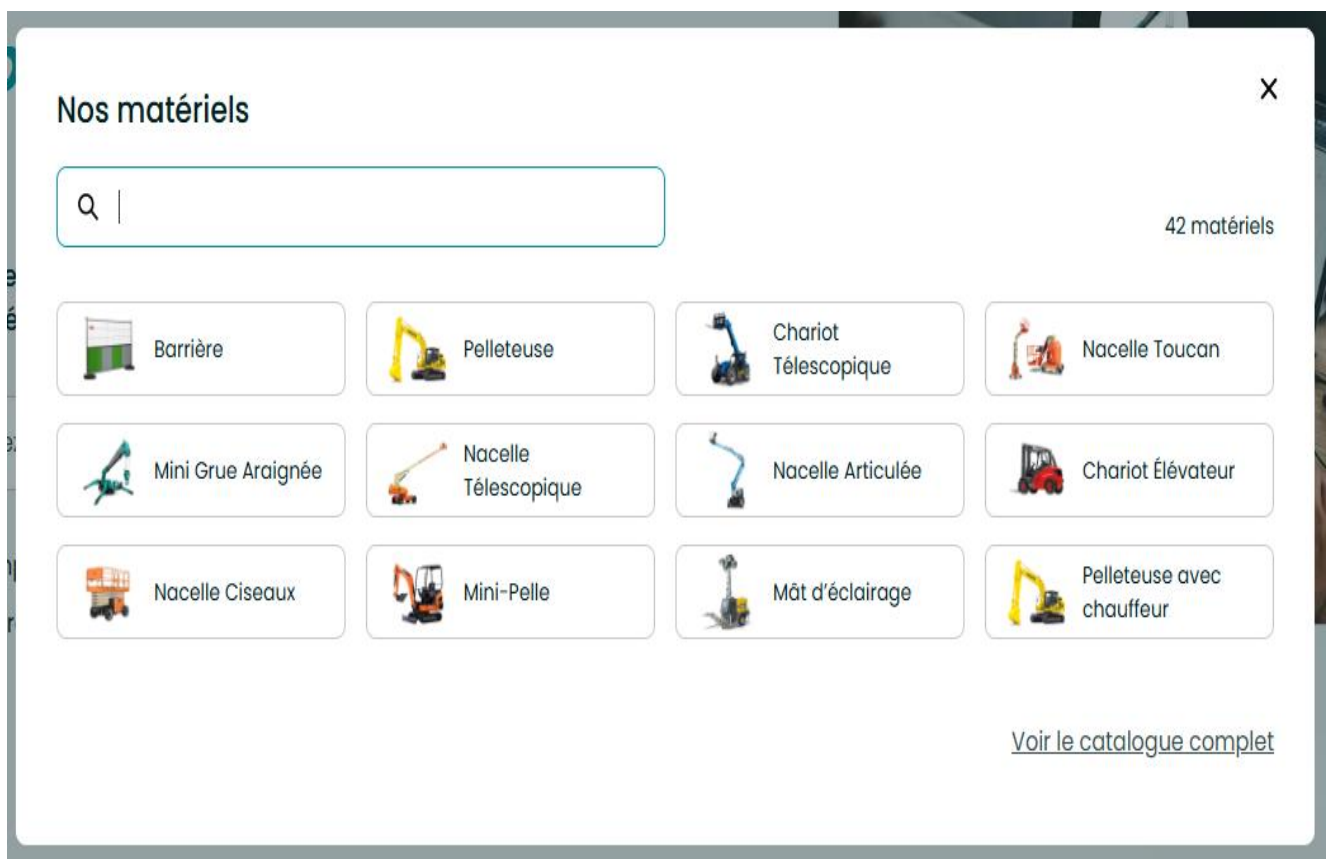 Nos matériels
X
42 matériels
Barrière
Pelleteuse
Chariot
Télescopique
Nacelle Toucan
Mini Grue Araignée
Nacelle
Télescopique
Nacelle Articulée
Chariot Élévateur
Nacelle Ciseaux
Mini-Pelle
Mât d'éclairage
Pelleteuse avec
chauffeur
Voir le catalogue complet